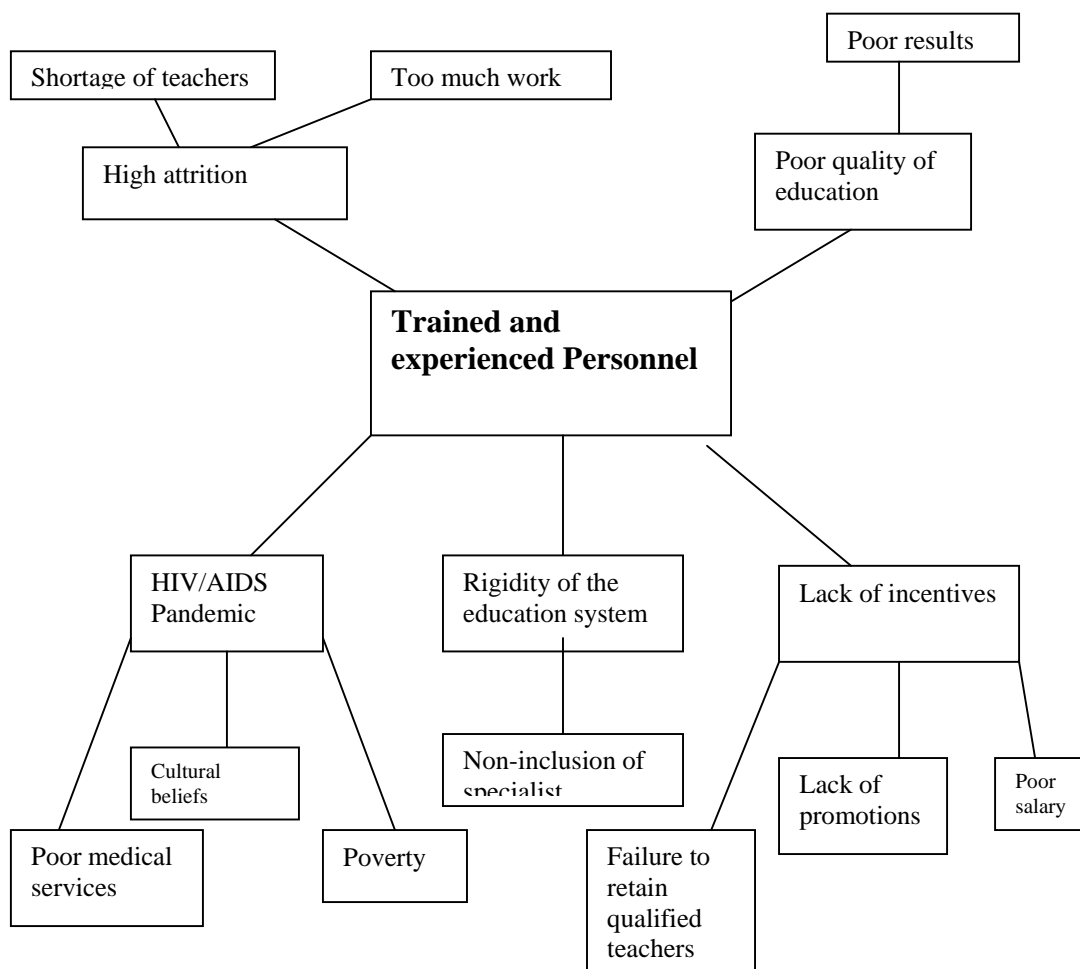 Poor results
Shortage of teachers
Too much work
High attrition
Poor quality of
education
Trained and
experienced Personnel
HIV/AIDS
Pandemic
Rigidity of the
education system
Lack of incentives
Cultural
beliefs
Non-inclusion of
specialist
Lack of
promotions
Poor
salary
Poor medical
services
Poverty
Failure to
retain
qualified
teachers